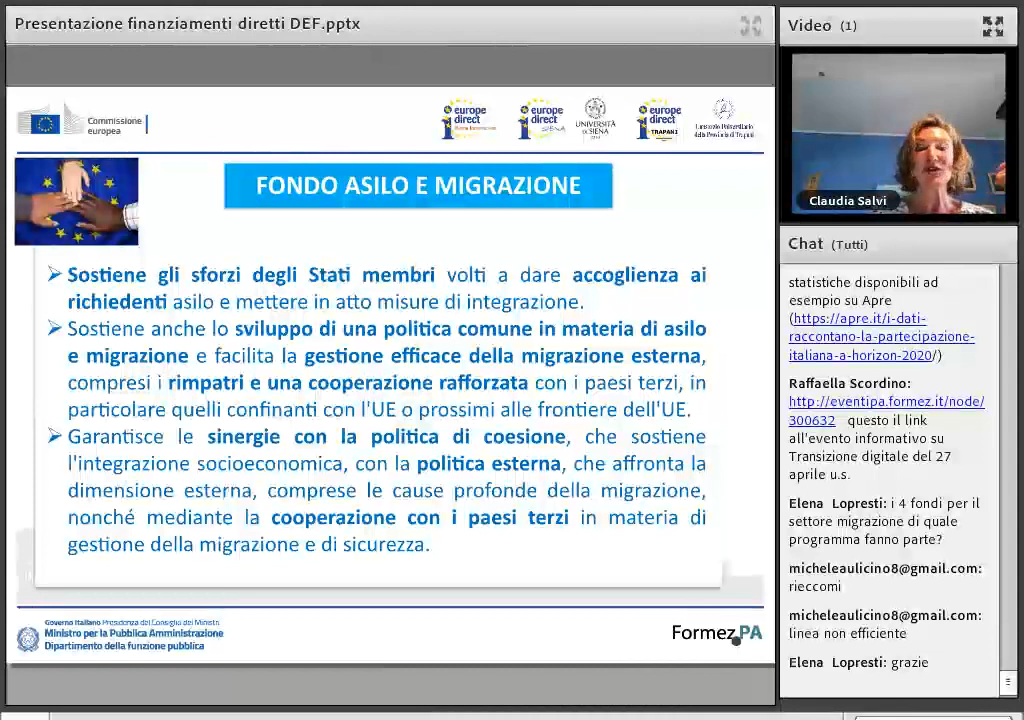 Presentazione finanziamenti diretti DEF.pptx
Commissione
europea
europe
direct
europe
direct
SIENA
UNIVERSITÀ
DI SIENA
europe
direct
TRAPANI
FONDO ASILO E MIGRAZIONE
Sostiene gli sforzi degli Stati membri volti a dare accoglienza ai
richiedenti asilo e mettere in atto misure di integrazione.
Sostiene anche lo sviluppo di una politica comune in materia di asilo
e migrazione e facilita la gestione efficace della migrazione esterna,
compresi i rimpatri e una cooperazione rafforzata con i paesi terzi, in
particolare quelli confinanti con l'UE o prossimi alle frontiere dell'UE.
Garantisce le sinergie con la politica di coesione, che sostiene
l'integrazione socioeconomica, con la politica esterna, che affronta la
dimensione esterna, comprese le cause profonde della migrazione,
nonché mediante la cooperazione con i paesi terzi in materia di
gestione della migrazione e di sicurezza.
Governo Italiano Presidenza del Consiglio dei Ministri
Ministro per la Pubblica Amministrazione
Dipartimento della funzione pubblica
Formez PA
Video (1)
Claudia Salvi
Chat (Tutti)
statistiche disponibili ad
esempio su Apre
(https://apre.it/i-dati-
raccontano-la-partecipazione-
italiana-a-horizon-2020/)
Raffaella Scordino:
http://eventipa.formez.it/node/
300632 questo il link
all'evento informativo su
Transizione digitale del 27
aprile u.s.
Elena Lopresti: i 4 fondi per il
settore migrazione di quale
programma fanno parte?
micheleaulicino8@gmail.com:
rieccomi
micheleaulicino8@gmail.com:
linea non efficiente
Elena Lopresti: grazie